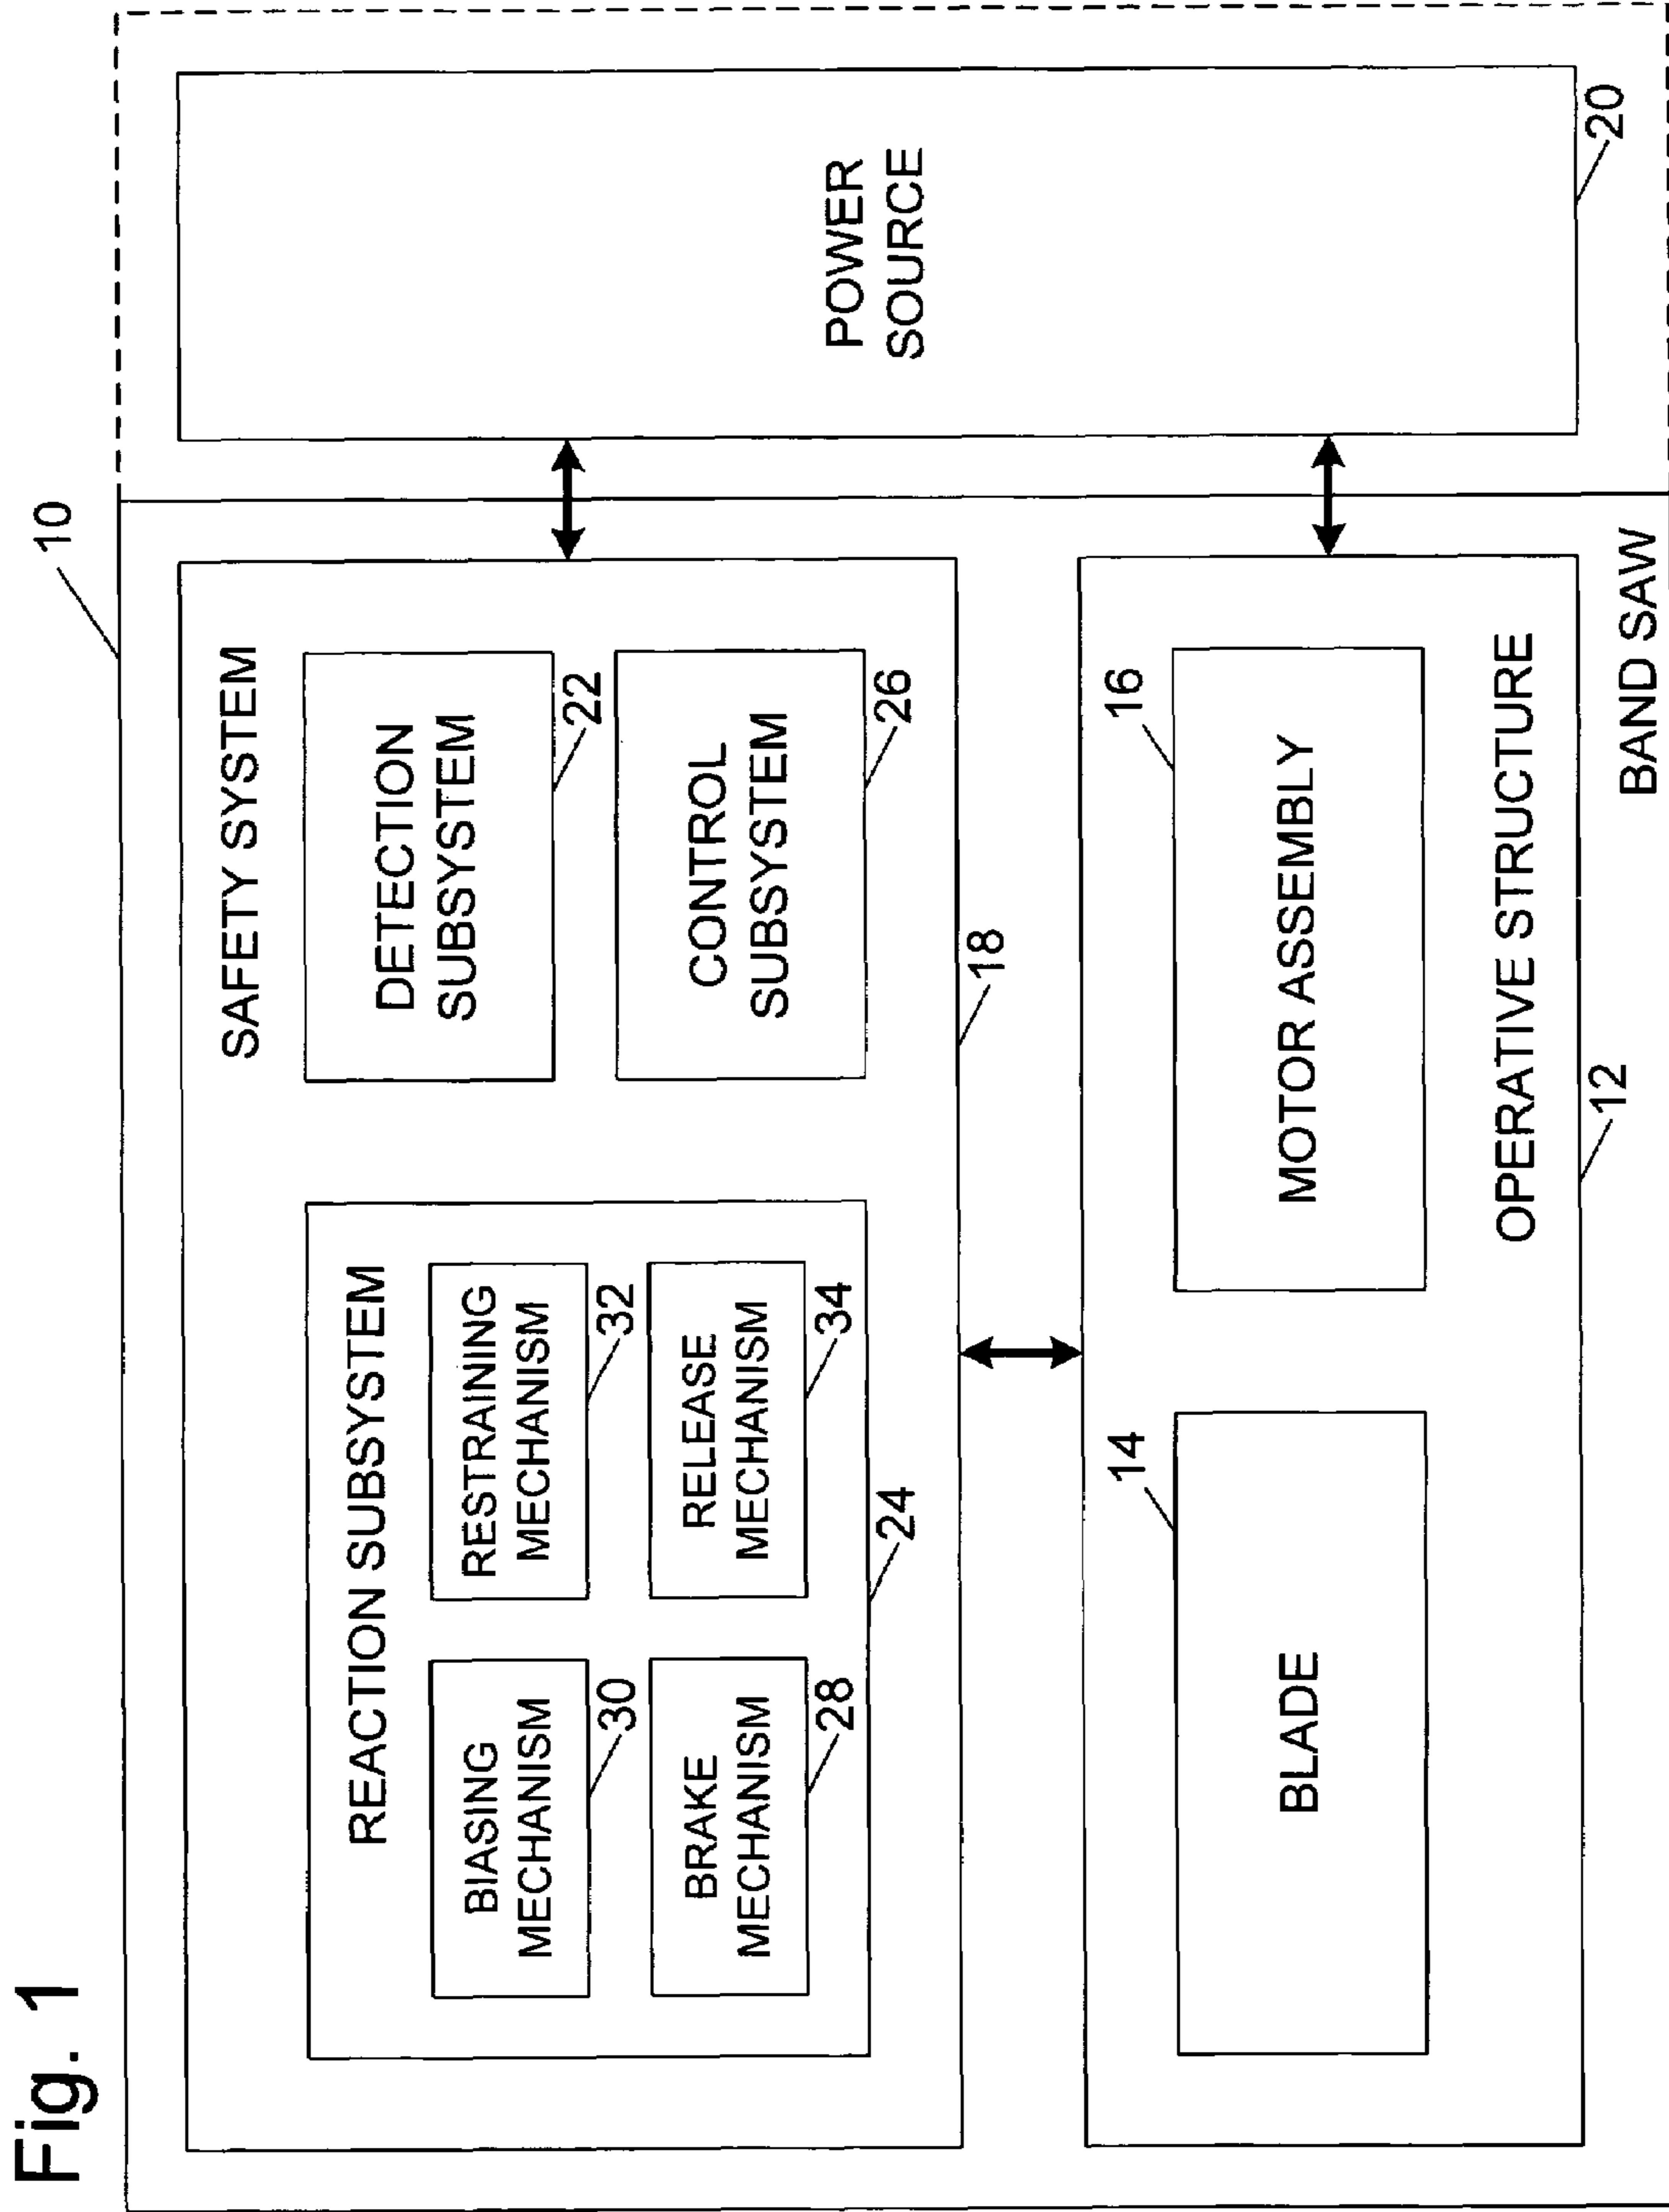 Fig. 1
10
SAFETY SYSTEM
REACTION SUBSYSTEM
BIASING
MECHANISM
30
RESTRAINING
MECHANISM
32
BRAKE
MECHANISM
28
RELEASE
MECHANISM
34
24
DETECTION
SUBSYSTEM
22
CONTROL
SUBSYSTEM
26
18
POWER
SOURCE
20
14
BLADE
16
MOTOR ASSEMBLY
OPERATIVE STRUCTURE
12
BAND SAW